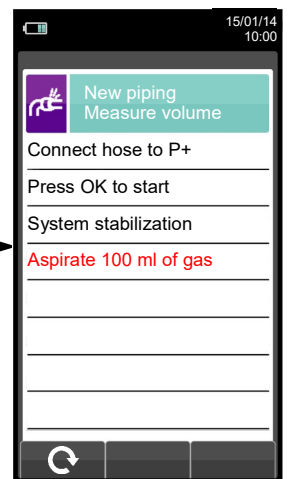 15/01/14
10:00
New piping
Measure volume
Connect hose to P+
Press OK to start
System stabilization
Aspirate 100 ml of gas